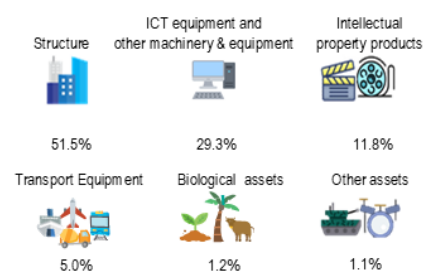 Structure
ICT equipment and
other machinery & equipment
Intellectual
property products
51.5%
29.3%
11.8%
Transport Equipment
Biological assets
Other assets
5.0%
1.2%
1.1%